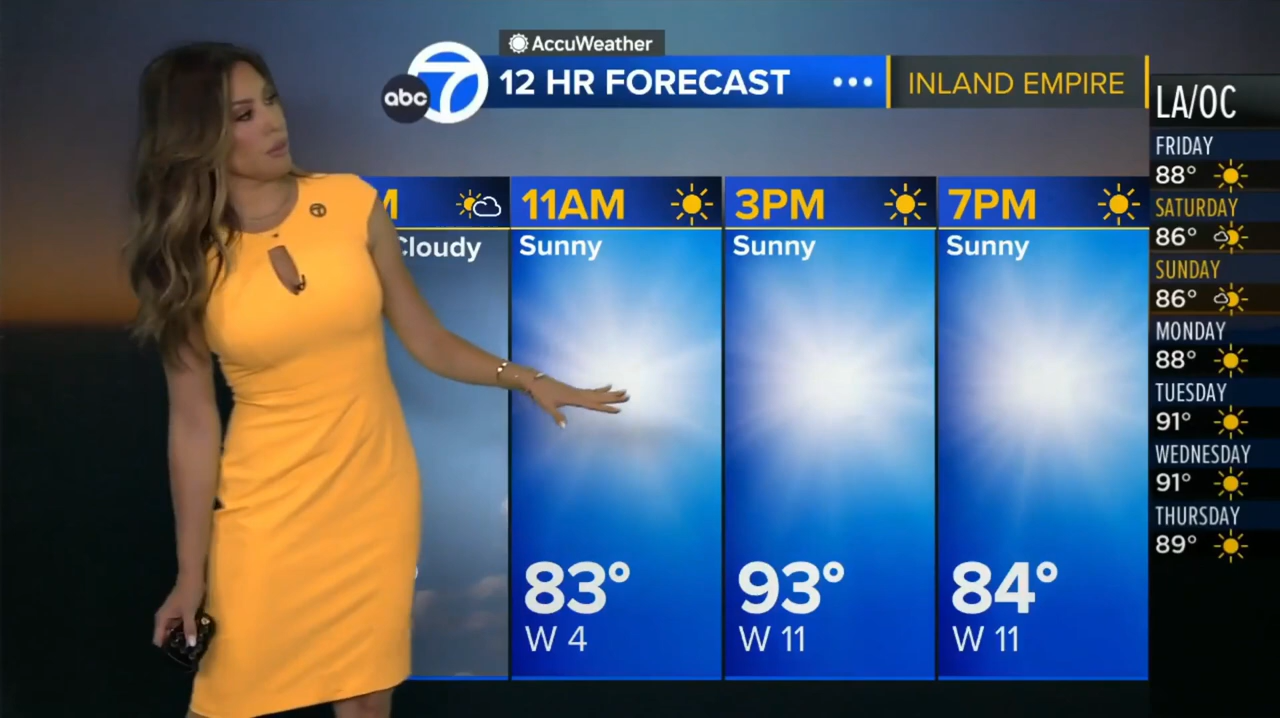 AccuWeather
abc 7 12 HR FORECAST ••• INLAND EMPIRE
LA/OC
FRIDAY
88°
SATURDAY
86°
SUNDAY
86°
MONDAY
88°
TUESDAY
91°
WEDNESDAY
91°
THURSDAY
89°
M
Cloudy
11AM
Sunny
83°
W 4
3PM
Sunny
93°
W 11
7PM
Sunny
84°
W 11
7